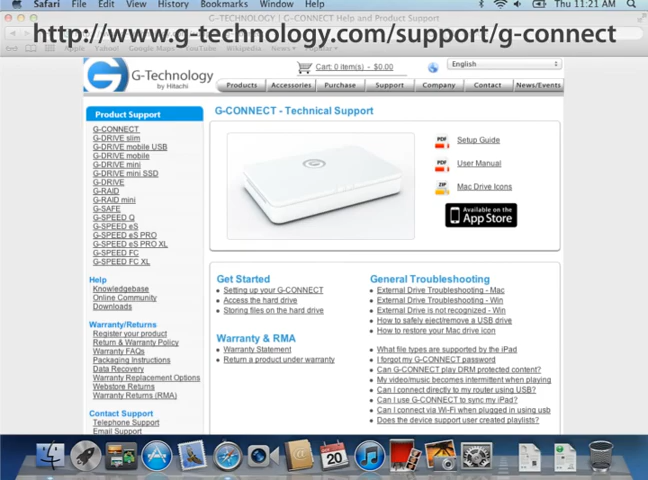 Safari File Edit View History Bookmarks Window Help Thu 11:21 AM
G-TECHNOLOGY | G-CONNECT Help and Product Support
http://www.g-technology.com/support/g-connect
Apple Yahoo! Google Maps YouTube Wikipedia News Popular
G-Technology
by Hitachi
Cart: 0 item(s) - $0.00
English
Products Accessories Purchase Support Company Contact News/Events
Product Support
G-CONNECT
G-DRIVE slim
G-DRIVE mobile USB
G-DRIVE mobile
G-DRIVE mini
G-DRIVE mini SSD
G-DRIVE
G-RAID
G-RAID mini
G-SAFE
G-SPEED Q
G-SPEED eS
G-SPEED eS PRO
G-SPEED eS PRO XL
G-SPEED FC
G-SPEED FC XL
Help
Knowledgebase
Online Community
Downloads
Warranty/Returns
Register your product
Return & Warranty Policy
Warranty FAQs
Packaging Instructions
Data Recovery
Warranty Replacement Options
Webstore Returns
Warranty Returns (RMA)
Contact Support
Telephone Support
Email Support
G-CONNECT - Technical Support
PDF Setup Guide
PDF User Manual
ZIP Mac Drive Icons
Available on the
App Store
Get Started
Setting up your G-CONNECT
Access the hard drive
Storing files on the hard drive
Warranty & RMA
Warranty Statement
Return a product under warranty
General Troubleshooting
External Drive Troubleshooting - Mac
External Drive Troubleshooting - Win
External Drive is not recognized - Win
How to safely eject/remove a USB drive
How to restore your Mac drive icon
What file types are supported by the iPad
I forgot my G-CONNECT password
Can G-CONNECT play DRM protected content?
My video/music becomes intermittent when playing
Can I connect directly to my router using USB?
Can I use G-CONNECT to sync my iPad?
Can I connect via Wi-Fi when plugged in using usb
Does the device support user created playlists?
20